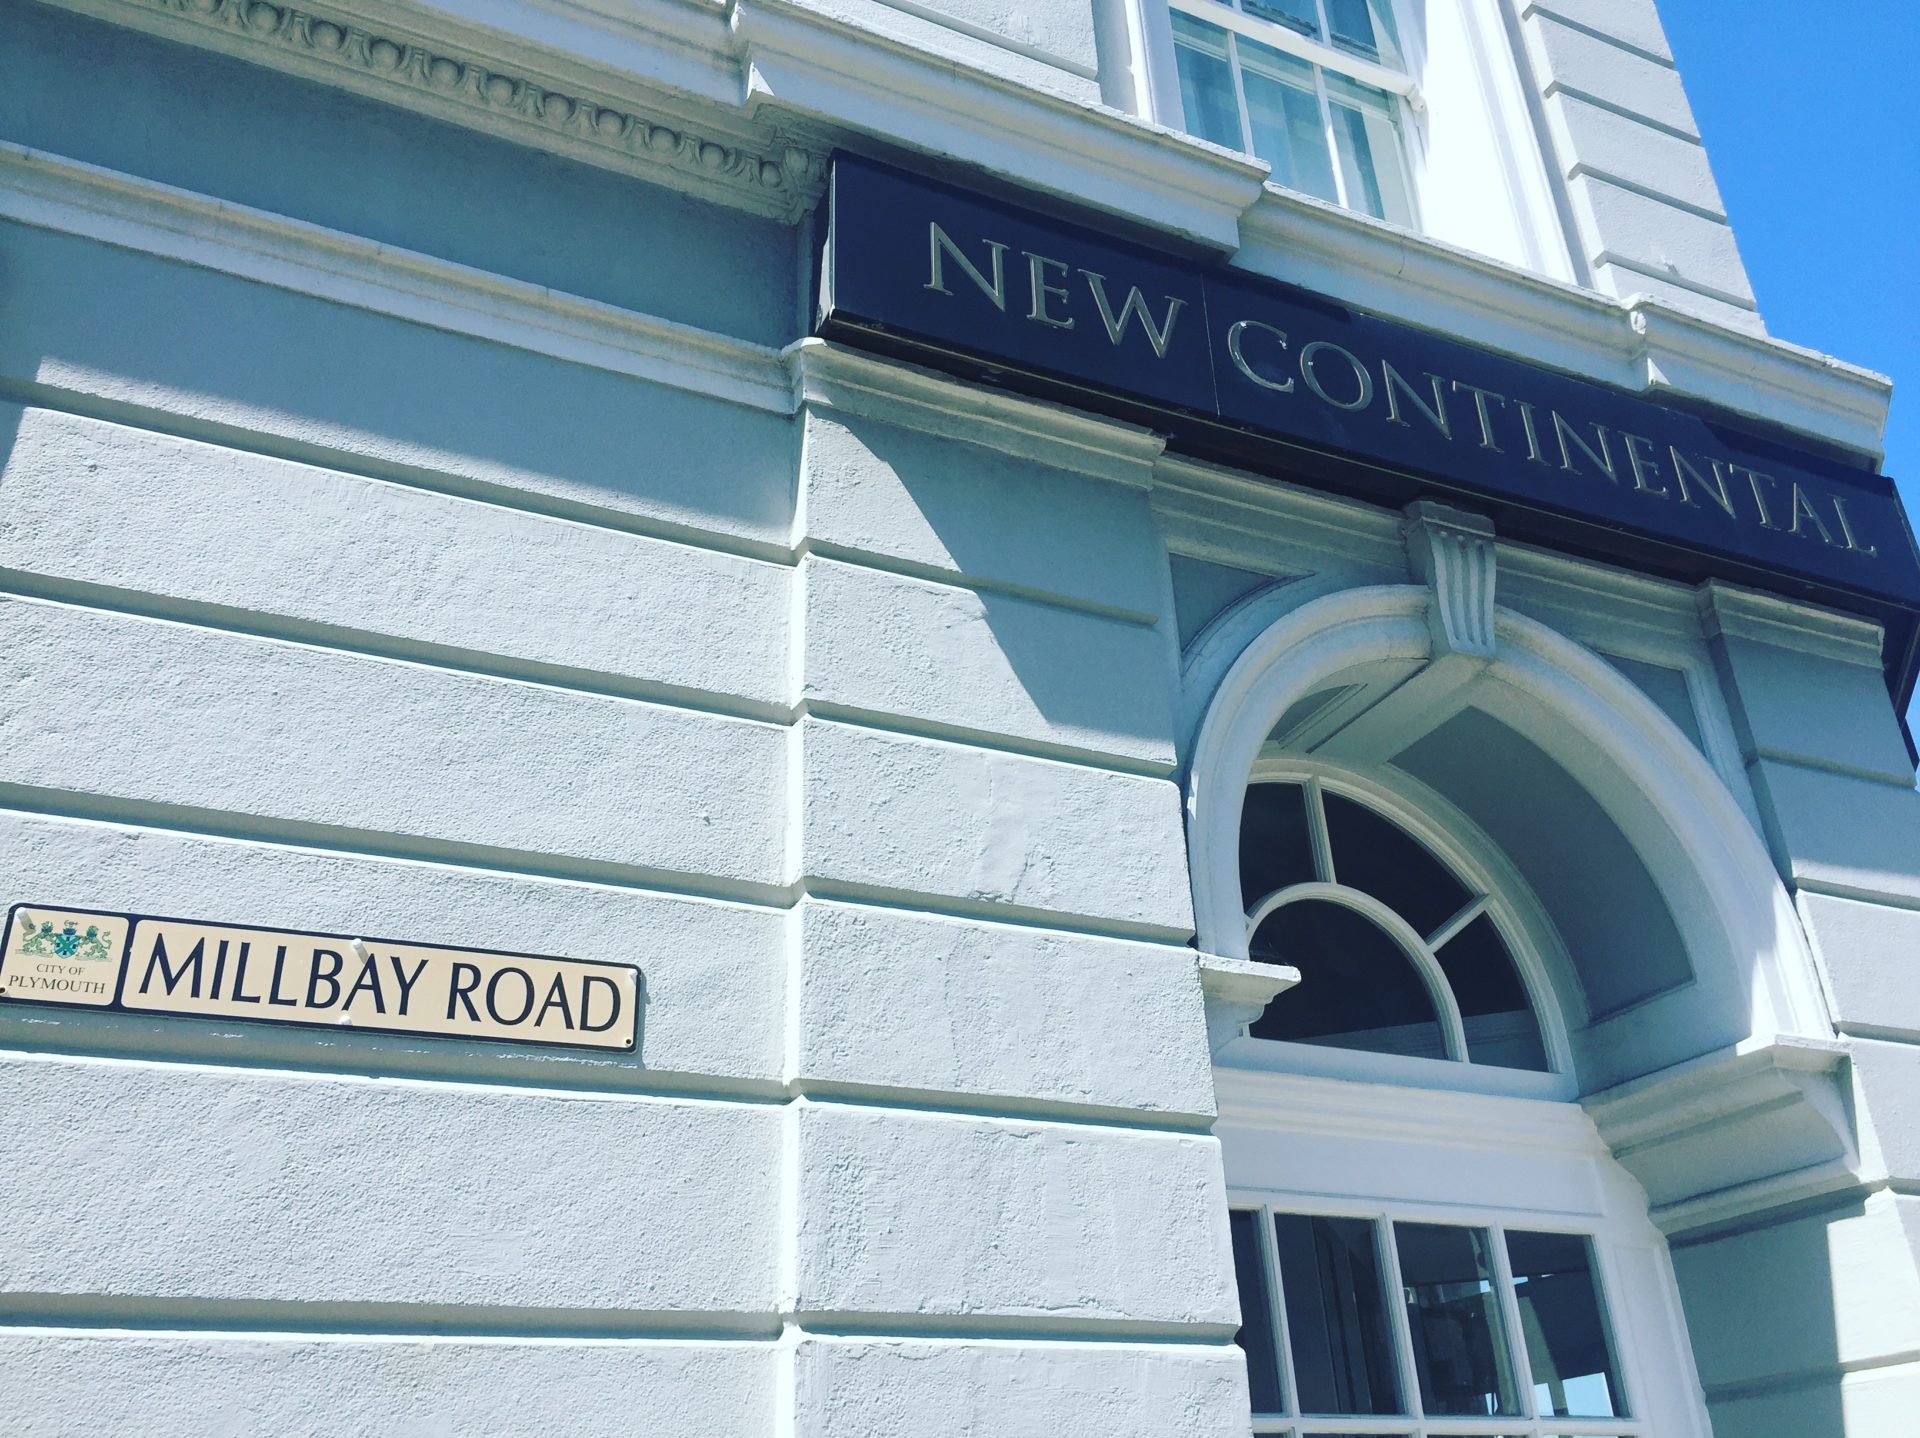 NEW CONTINENTAL
CITY OF
PLYMOUTH
MILLBAY ROAD